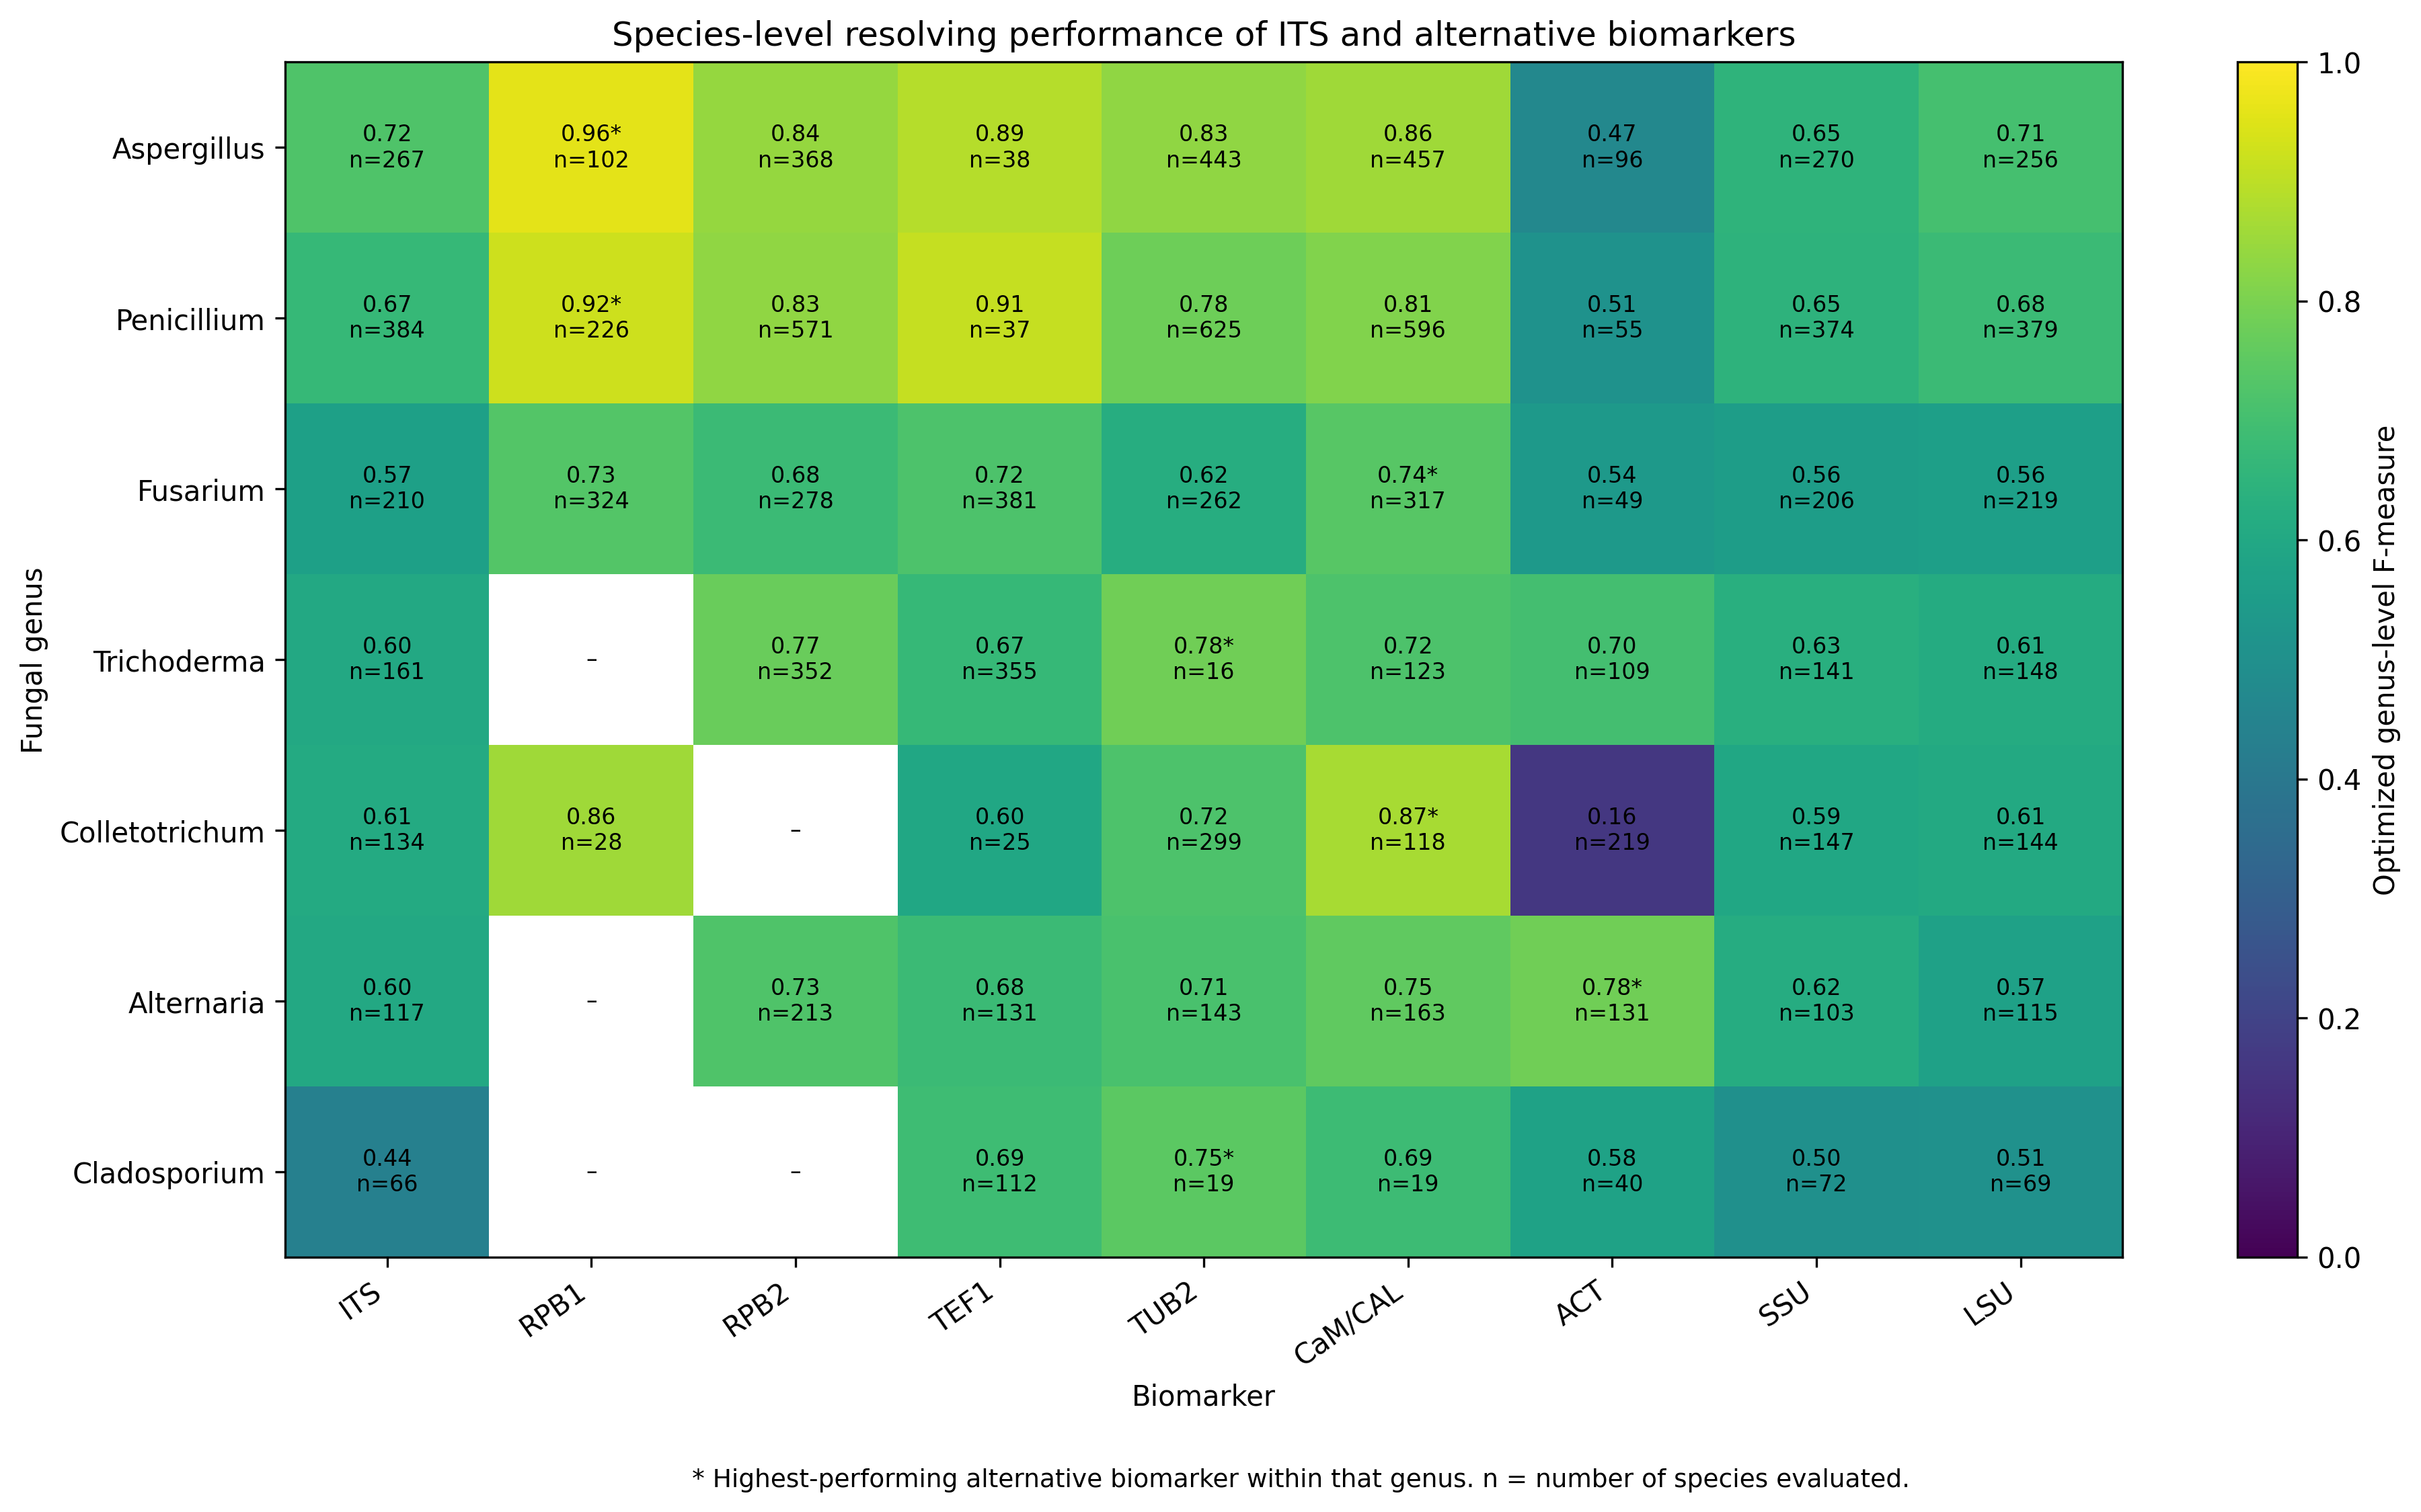 Species-level resolving performance of ITS and alternative biomarkers
Fungal genus
Aspergillus
0.72 0.96* 0.84 0.89 0.83 0.86 0.47 0.65 0.71
n=267 n=102 n=368 n=38 n=443 n=457 n=96 n=270 n=256
Penicillium
0.67 0.92* 0.83 0.91 0.78 0.81 0.51 0.65 0.68
n=384 n=226 n=571 n=37 n=625 n=596 n=55 n=374 n=379
Fusarium
0.57 0.73 0.68 0.72 0.62 0.74* 0.54 0.56 0.56
n=210 n=324 n=278 n=381 n=262 n=317 n=49 n=206 n=219
Trichoderma
0.60 – 0.77 0.67 0.78* 0.72 0.70 0.63 0.61
n=161 n=352 n=355 n=16 n=123 n=109 n=141 n=148
Colletotrichum
0.61 0.86 – 0.60 0.72 0.87* 0.16 0.59 0.61
n=134 n=28 n=25 n=299 n=118 n=219 n=147 n=144
Alternaria
0.60 – 0.73 0.68 0.71 0.75 0.78* 0.62 0.57
n=117 n=213 n=131 n=143 n=163 n=131 n=103 n=115
Cladosporium
0.44 – – 0.69 0.75* 0.69 0.58 0.50 0.51
n=66 n=112 n=19 n=19 n=40 n=72 n=69
ITS RPB1 RPB2 TEF1 TUB2 CaM/CAL ACT SSU LSU
Biomarker
1.0
0.8
0.6
0.4
0.2
0.0
Optimized genus-level F-measure
* Highest-performing alternative biomarker within that genus. n = number of species evaluated.